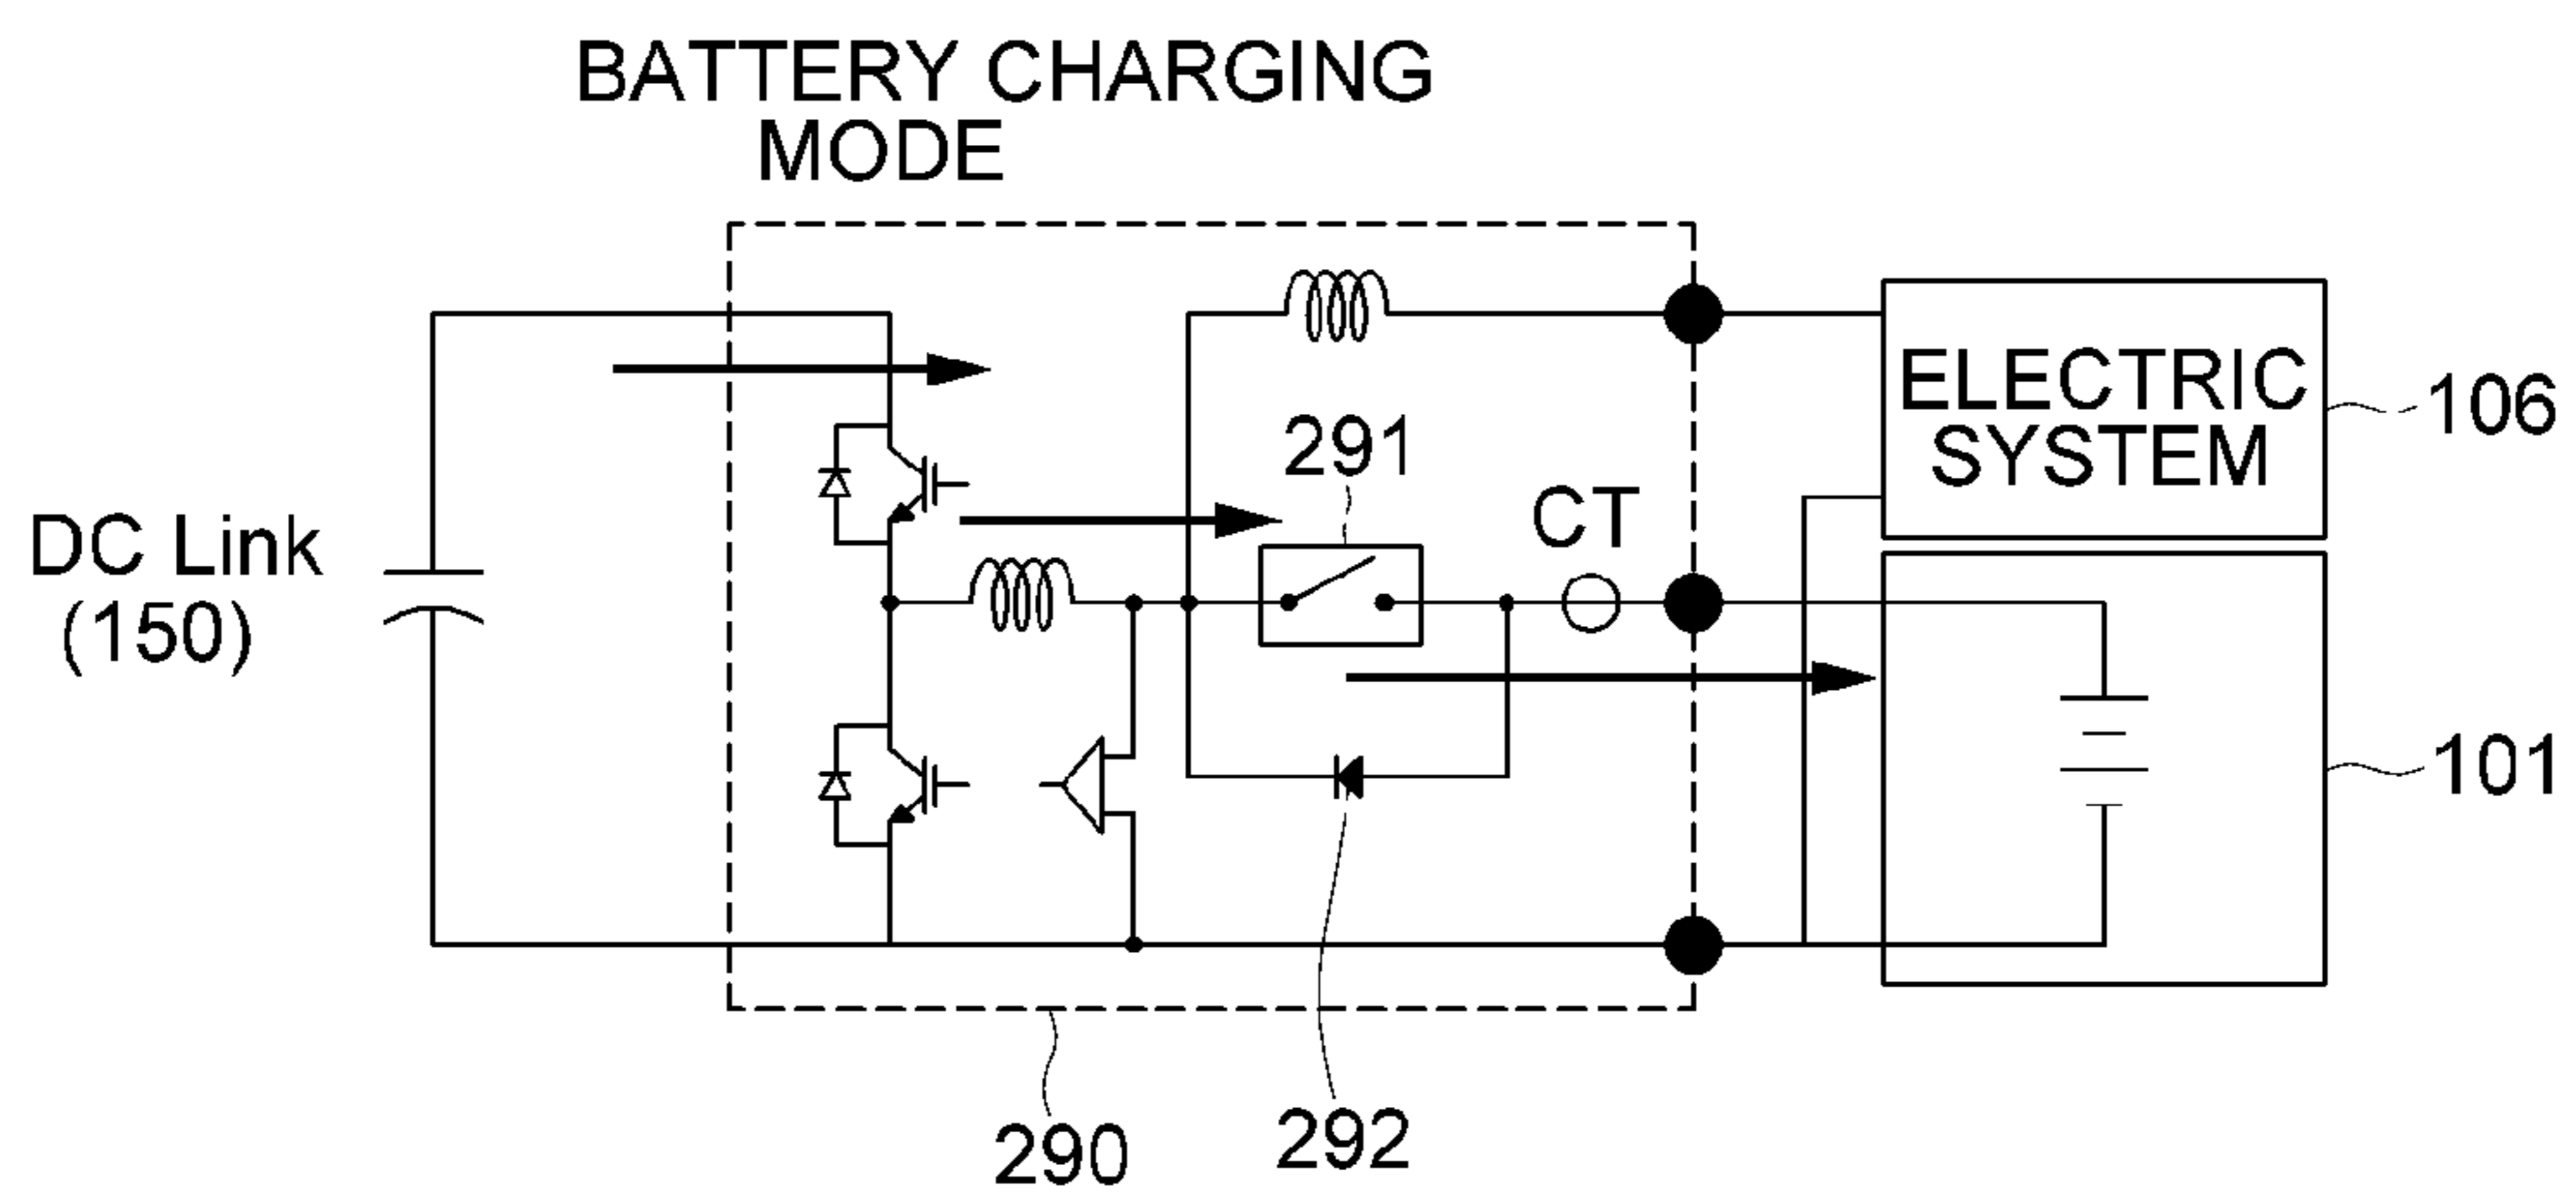 BATTERY CHARGING
MODE
DC Link
(150)
291
CT
ELECTRIC
SYSTEM
106
101
290
292